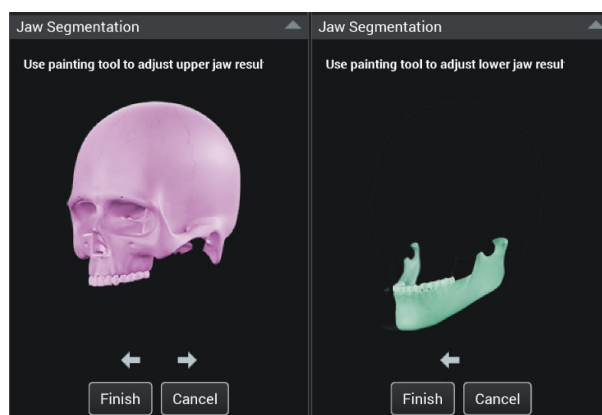 Jaw Segmentation
Use painting tool to adjust upper jaw resul
Finish
Cancel
Jaw Segmentation
Use painting tool to adjust lower jaw resul
Finish
Cancel